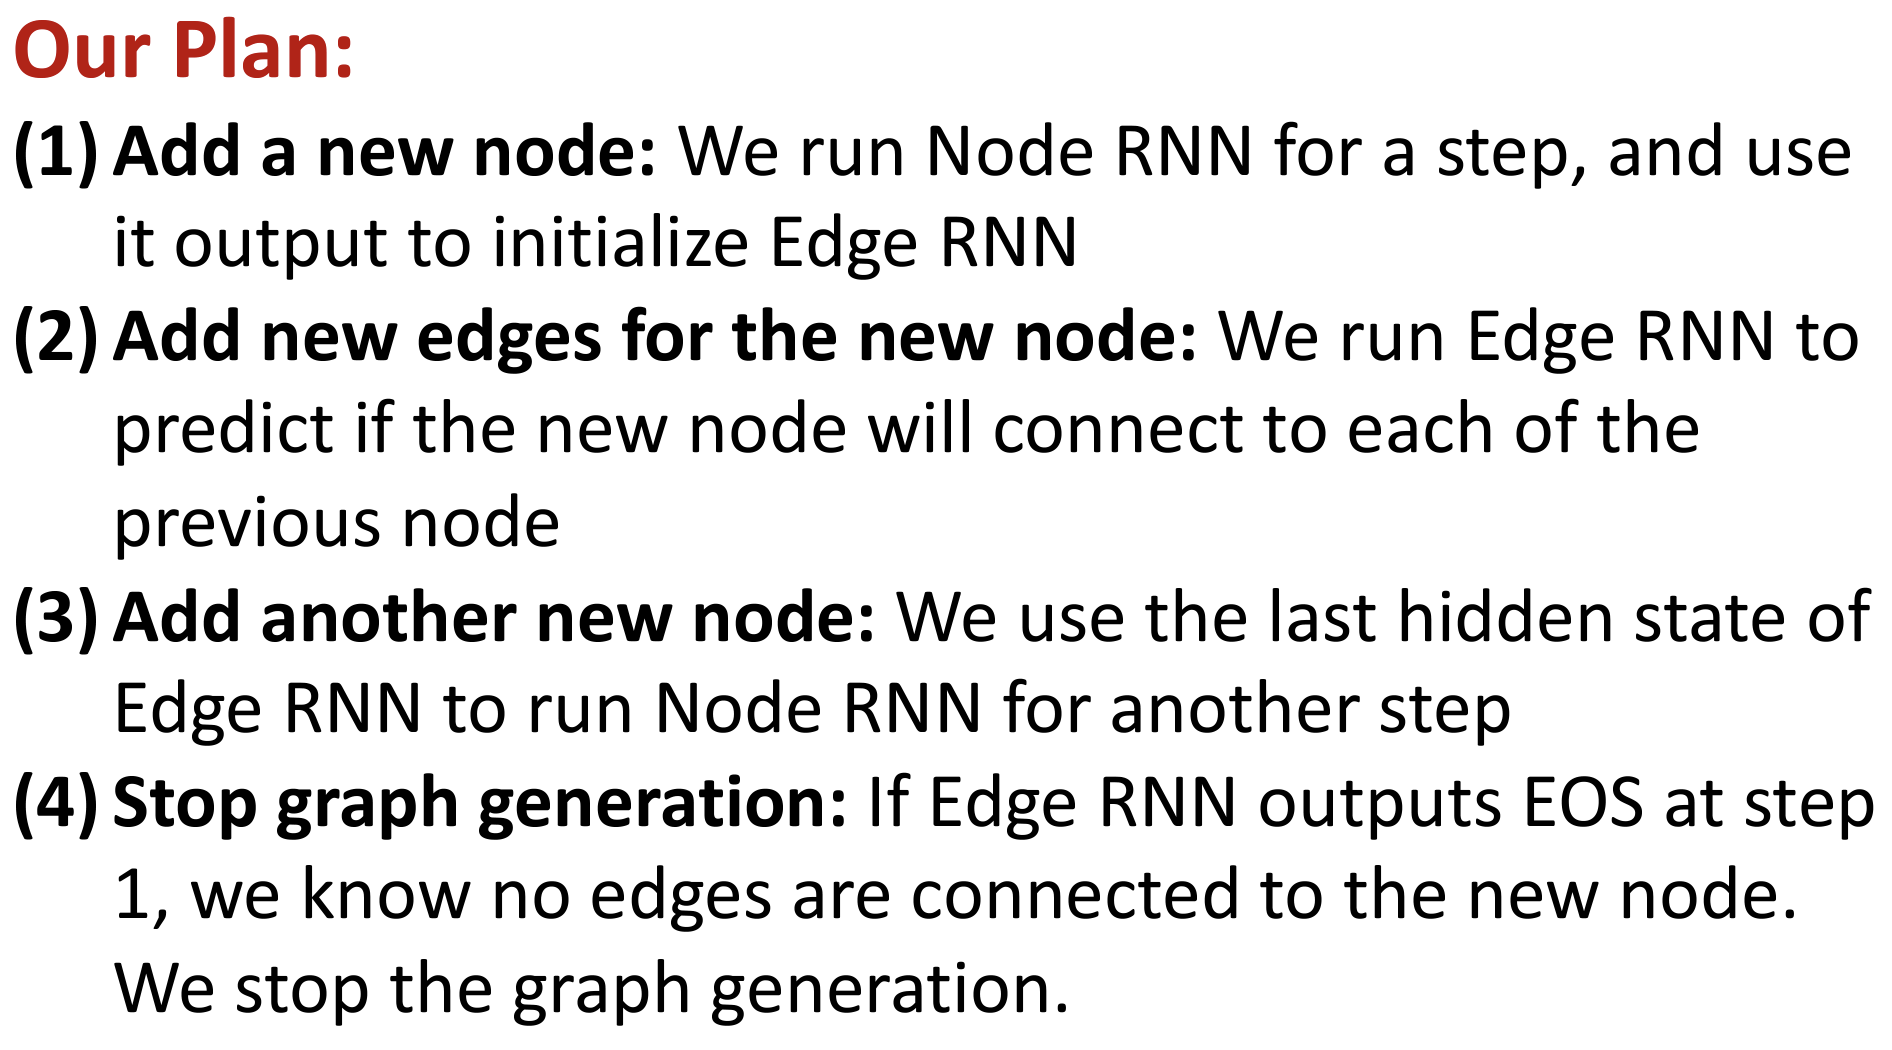 Our Plan:
(1) Add a new node: We run Node RNN for a step, and use
it output to initialize Edge RNN
(2) Add new edges for the new node: We run Edge RNN to
predict if the new node will connect to each of the
previous node
(3) Add another new node: We use the last hidden state of
Edge RNN to run Node RNN for another step
(4) Stop graph generation: If Edge RNN outputs EOS at step
1, we know no edges are connected to the new node.
We stop the graph generation.